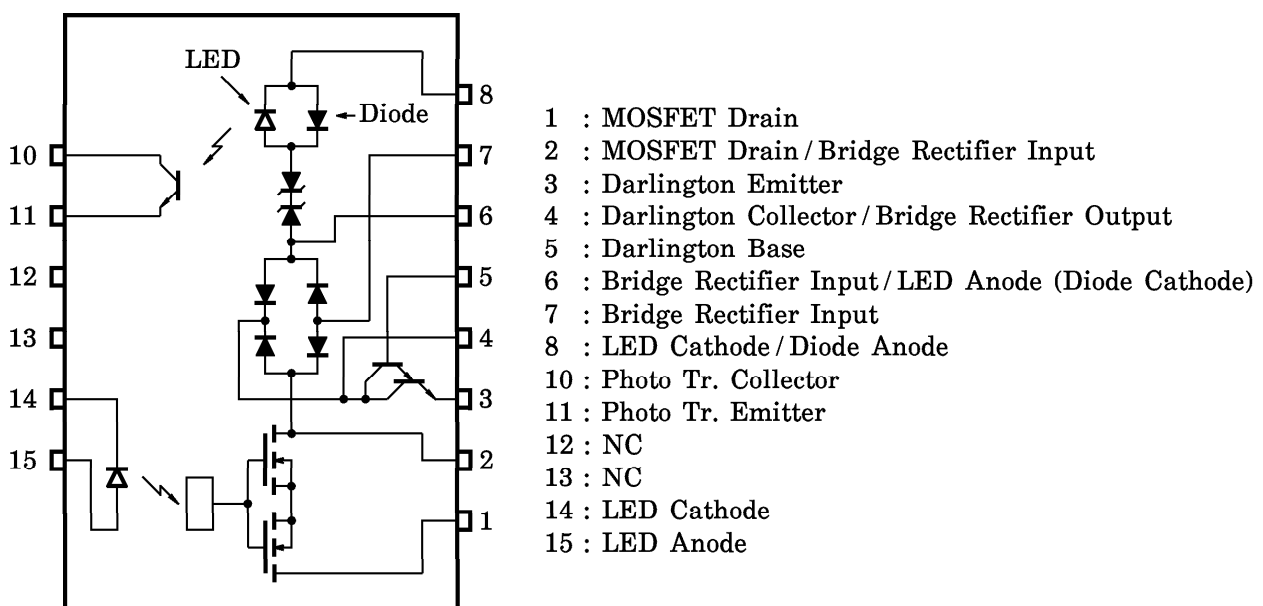 LED
Diode
10
11
12
13
14
15
8
7
6
5
4
3
2
1
1 : MOSFET Drain
2 : MOSFET Drain / Bridge Rectifier Input
3 : Darlington Emitter
4 : Darlington Collector / Bridge Rectifier Output
5 : Darlington Base
6 : Bridge Rectifier Input / LED Anode (Diode Cathode)
7 : Bridge Rectifier Input
8 : LED Cathode / Diode Anode
10 : Photo Tr. Collector
11 : Photo Tr. Emitter
12 : NC
13 : NC
14 : LED Cathode
15 : LED Anode